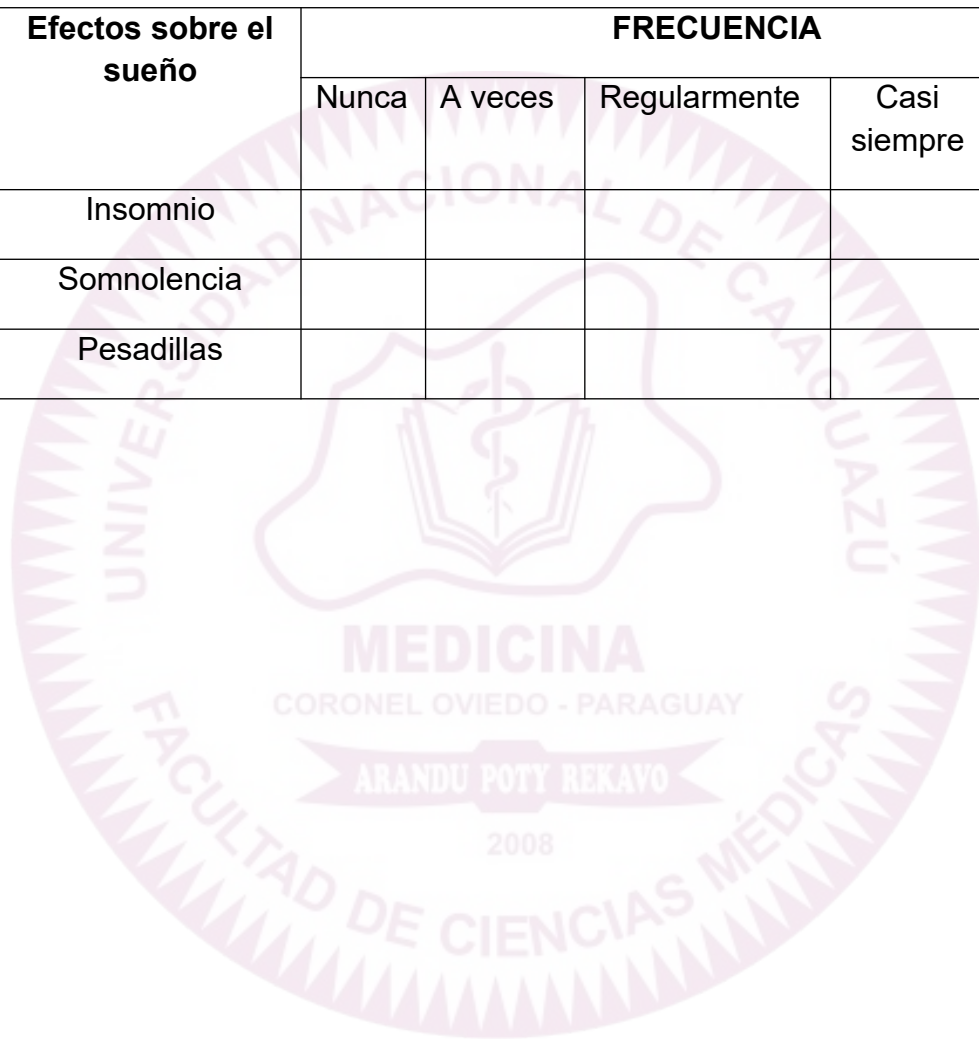 Efectos sobre el
sueño
FRECUENCIA
Nunca
A veces
Regularmente
Casi
siempre
Insomnio
Somnolencia
Pesadillas
UNIVERSIDAD NACIONAL DE CAAGUAZÚ
MEDICINA
CORONEL OVIEDO - PARAGUAY
ARANDU POTY REKAVO
2008
FACULTAD DE CIENCIAS MÉDICAS